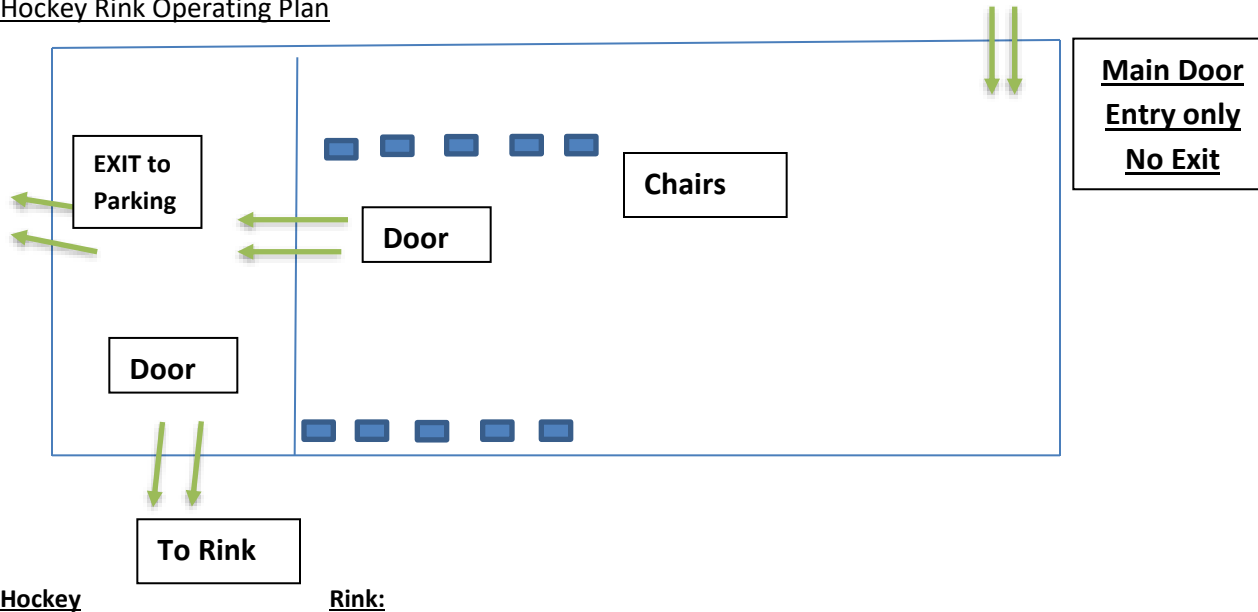 Hockey Rink Operating Plan
Main Door
Entry only
No Exit
EXIT to
Parking
Chairs
Door
Door
To Rink
Hockey Rink: